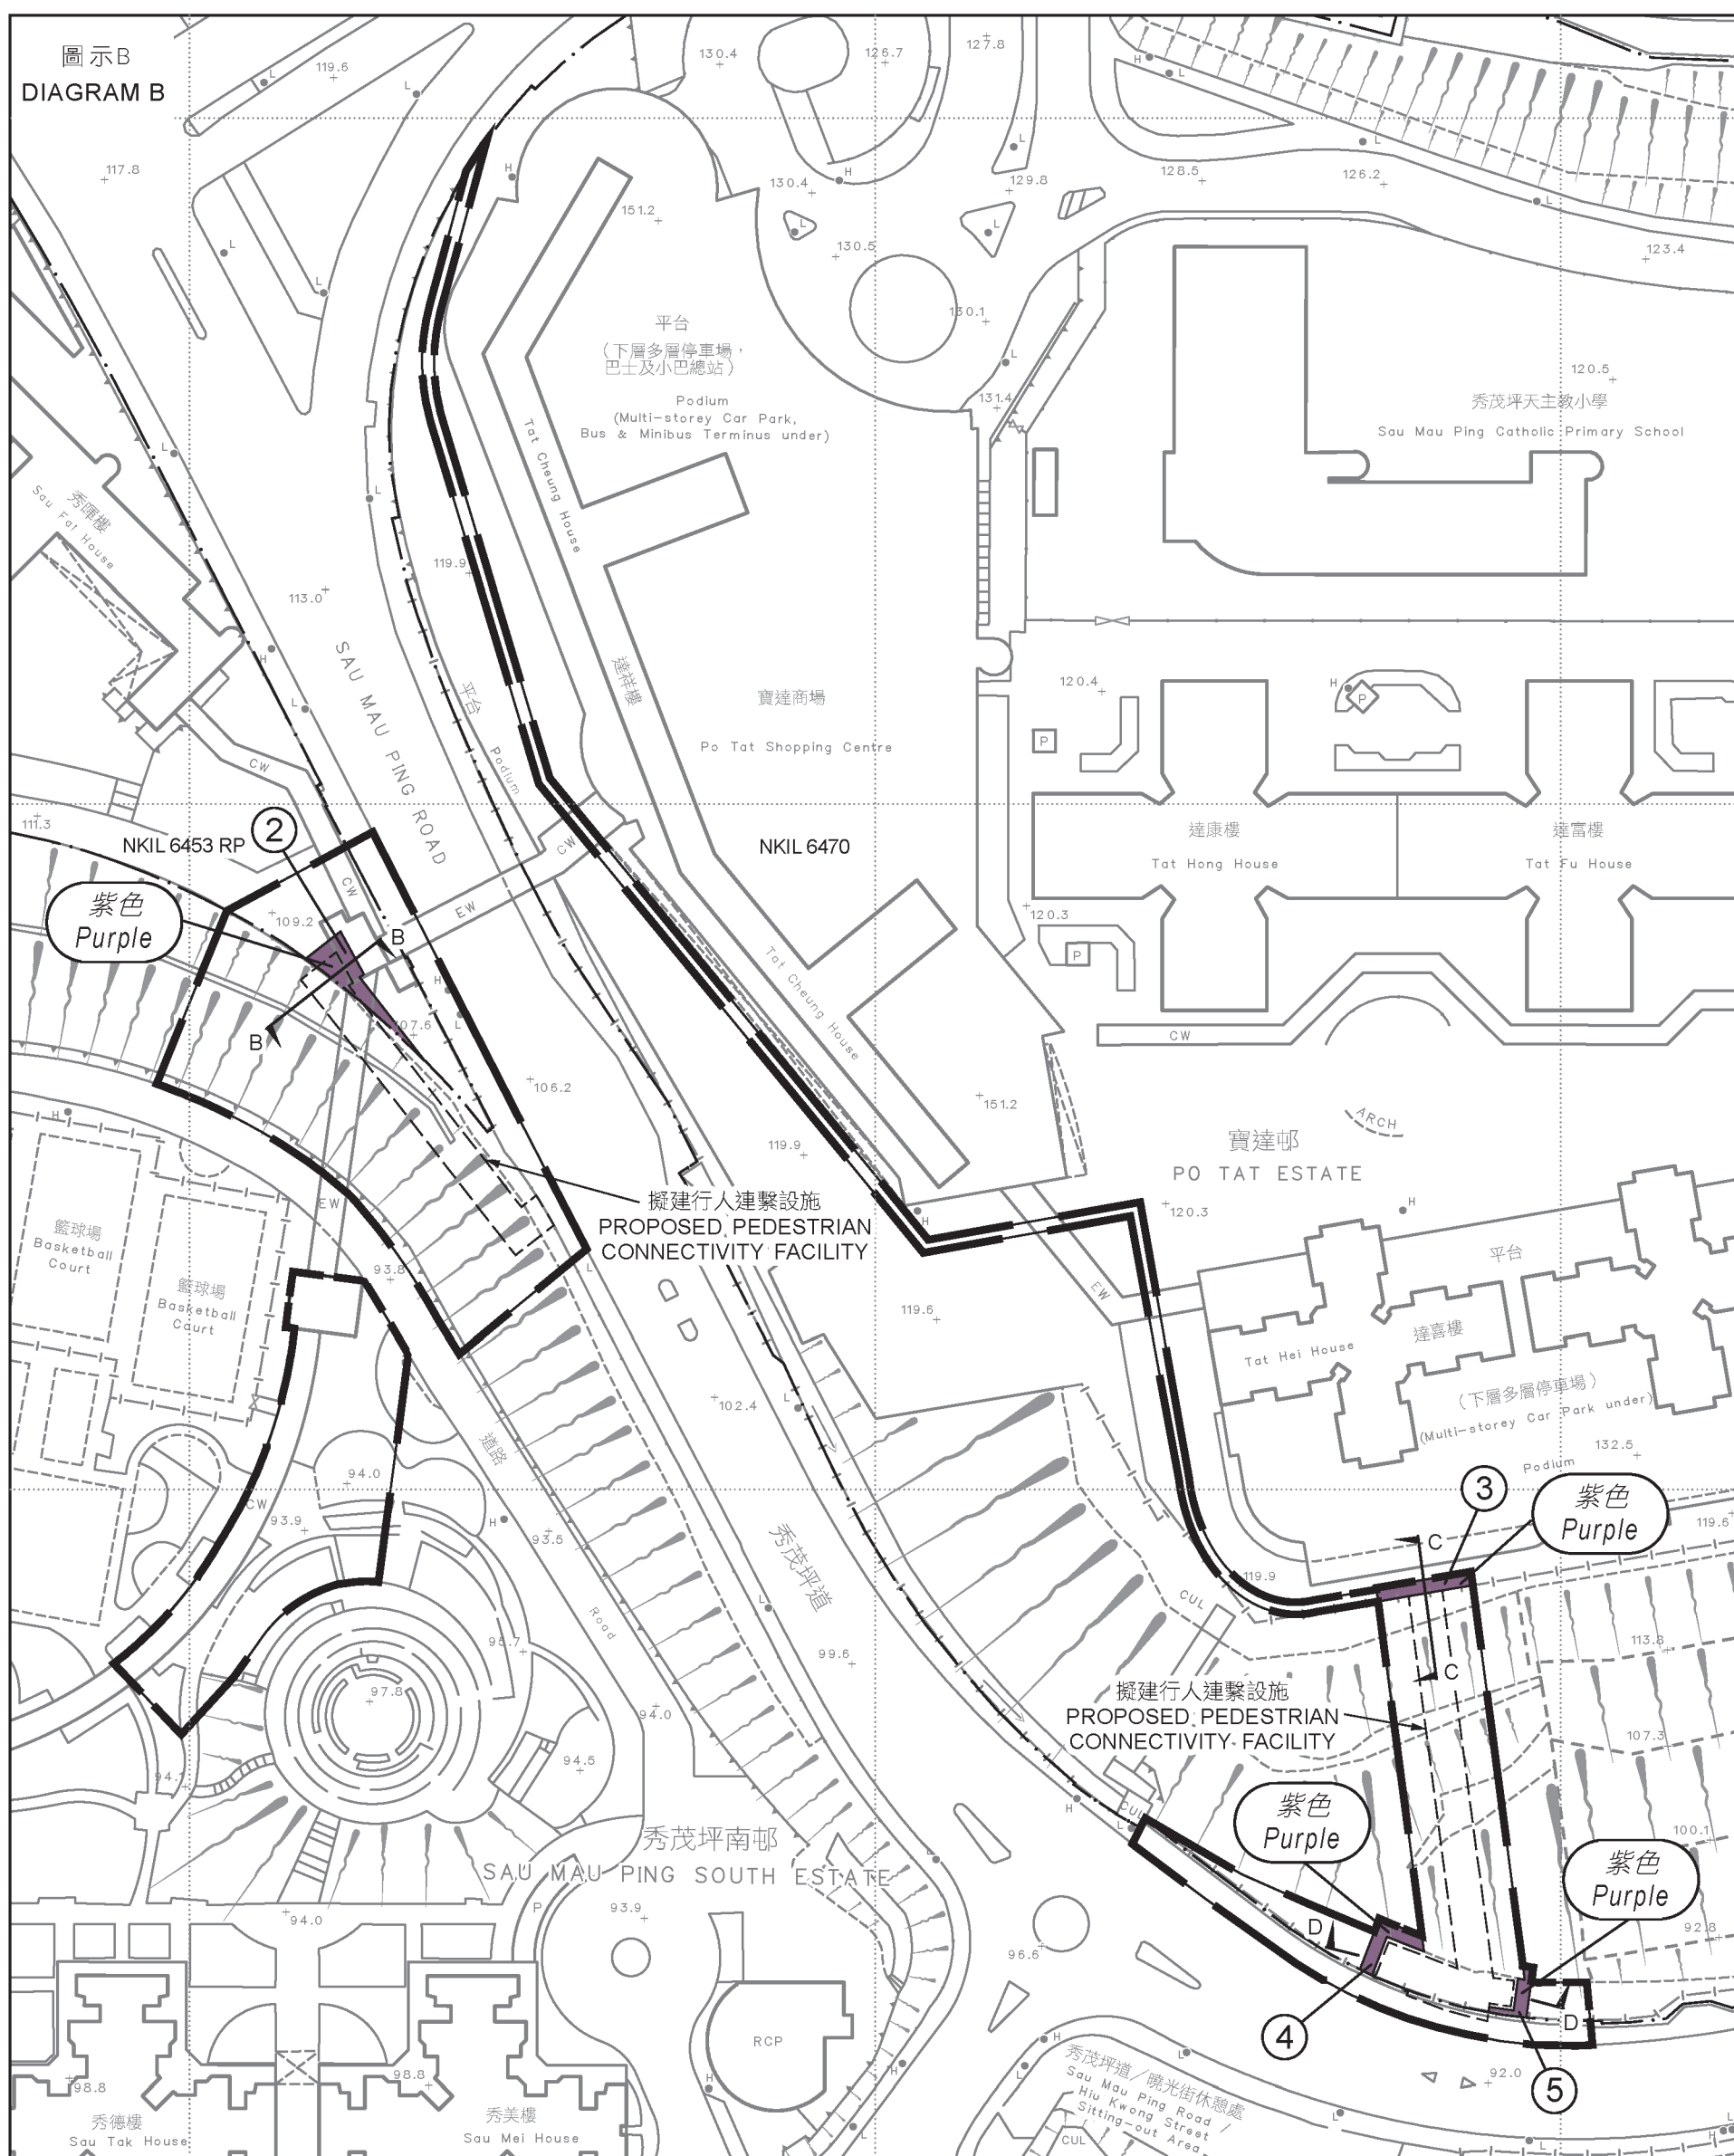 圖示B
DIAGRAM B
119.6
130.4
126.7
127.8
117.8
130.4
129.8
128.5
126.2
151.2
130.5
123.4
平台
(下層多層停車場，
巴士及小巴總站)
Podium
(Multi-storey Car Park,
Bus & Minibus Terminus under)
130.1
131.4
120.5
秀茂坪天主教小學
Sau Mau Ping Catholic Primary School
Tat Cheung House
秀暉樓
Sau Fai House
119.9
113.0
SAU MAU PING ROAD
平台
Podium
達祥樓
寶達商場
Po Tat Shopping Centre
120.4
H
P
P
CW
111.3
NKIL 6453 RP
2
CW
CW
EW
NKIL 6470
達康樓
Tat Hong House
達富樓
Tat Fu House
紫色
Purple
109.2
B
B
107.6
120.3
P
CW
Tat Cheung House
106.2
151.2
119.9
ARCH
寶達邨
PO TAT ESTATE
擬建行人連繫設施
PROPOSED PEDESTRIAN
CONNECTIVITY FACILITY
120.3
EW
籃球場
Basketball
Court
籃球場
Basketball
Court
EW
93.8
119.6
平台
達喜樓
Tat Hei House
(下層多層停車場)
(Multi-storey Car Park under)
Podium
132.5
102.4
道路
Road
94.0
CW
93.9
93.5
秀茂坪道
3
紫色
Purple
119.6
C
C
119.9
CUL
95.7
97.8
99.6
94.0
113.8
擬建行人連繫設施
PROPOSED PEDESTRIAN
CONNECTIVITY FACILITY
107.3
94.1
94.5
CUL
紫色
Purple
100.1
紫色
Purple
秀茂坪南邨
SAU MAU PING SOUTH ESTATE
94.0
P
93.9
96.6
92.8
D
D
4
5
RCP
92.0
秀茂坪道／曉光街休憩處
Sau Mau Ping Road /
Hiu Kwong Street
Sitting-out Area
CUL
98.8
98.8
秀德樓
Sau Tak House
秀美樓
Sau Mei House